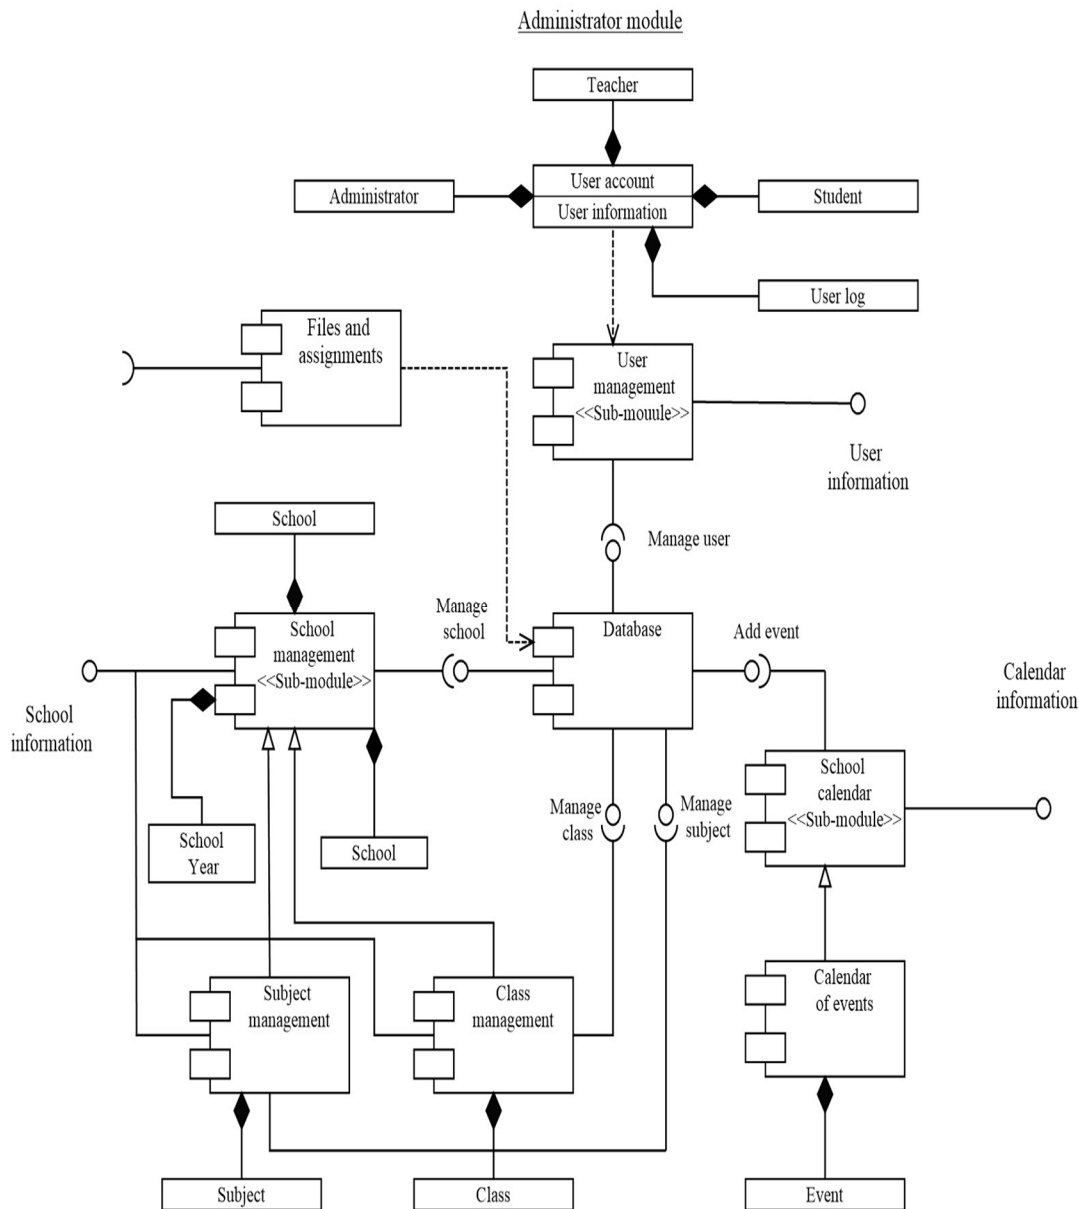 Administrator module
Teacher
User account
Administrator
Student
User information
User log
Files and
assignments
User
management
<<Sub-mouule>>
User
information
School
Manage user
Manage
school
School
management
<<Sub-module>>
Database
Add event
Calendar
information
School
information
School
calendar
<<Sub-module>>
Manage
class
Manage
subject
School
Year
School
Subject
management
Class
management
Calendar
of events
Subject
Class
Event